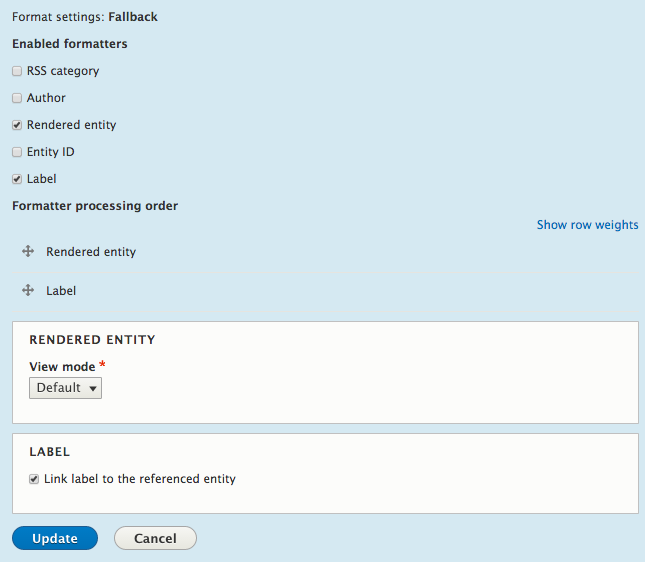 Format settings: Fallback
Enabled formatters
RSS category
Author
Rendered entity
Entity ID
Label
Formatter processing order
Show row weights
Rendered entity
Label
RENDERED ENTITY
View mode *
Default
LABEL
Link label to the referenced entity
Update Cancel